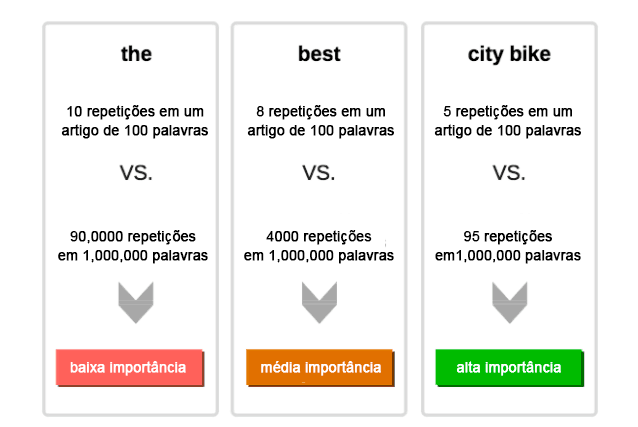 the
10 repetições em um
artigo de 100 palavras
VS.
90,0000 repetições
em 1,000,000 palavras
baixa importância
best
8 repetições em um
artigo de 100 palavras
VS.
4000 repetições
em 1,000,000 palavras
média importância
city bike
5 repetições em um
artigo de 100 palavras
VS.
95 repetições
em1,000,000 palavras
alta importância